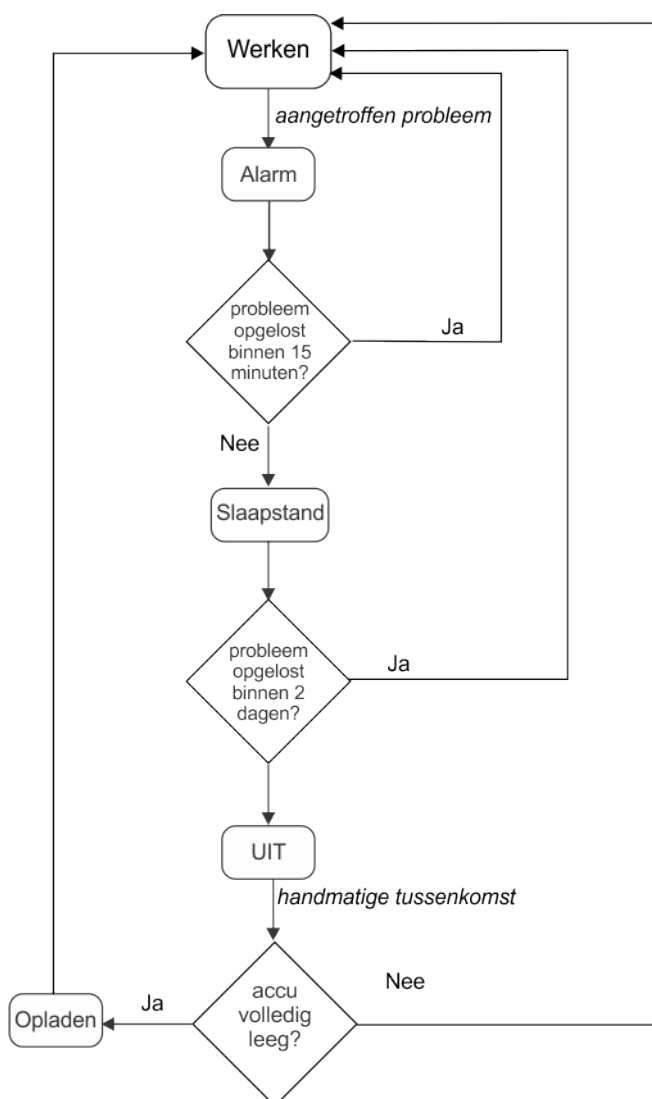 Werken
aangetroffen probleem
Alarm
probleem
opgelost
binnen 15
minuten?
Ja
Nee
Slaapstand
probleem
opgelost
binnen 2
dagen?
Ja
UIT
handmatige tussenkomst
accu
volledig
leeg?
Nee
Ja
Opladen